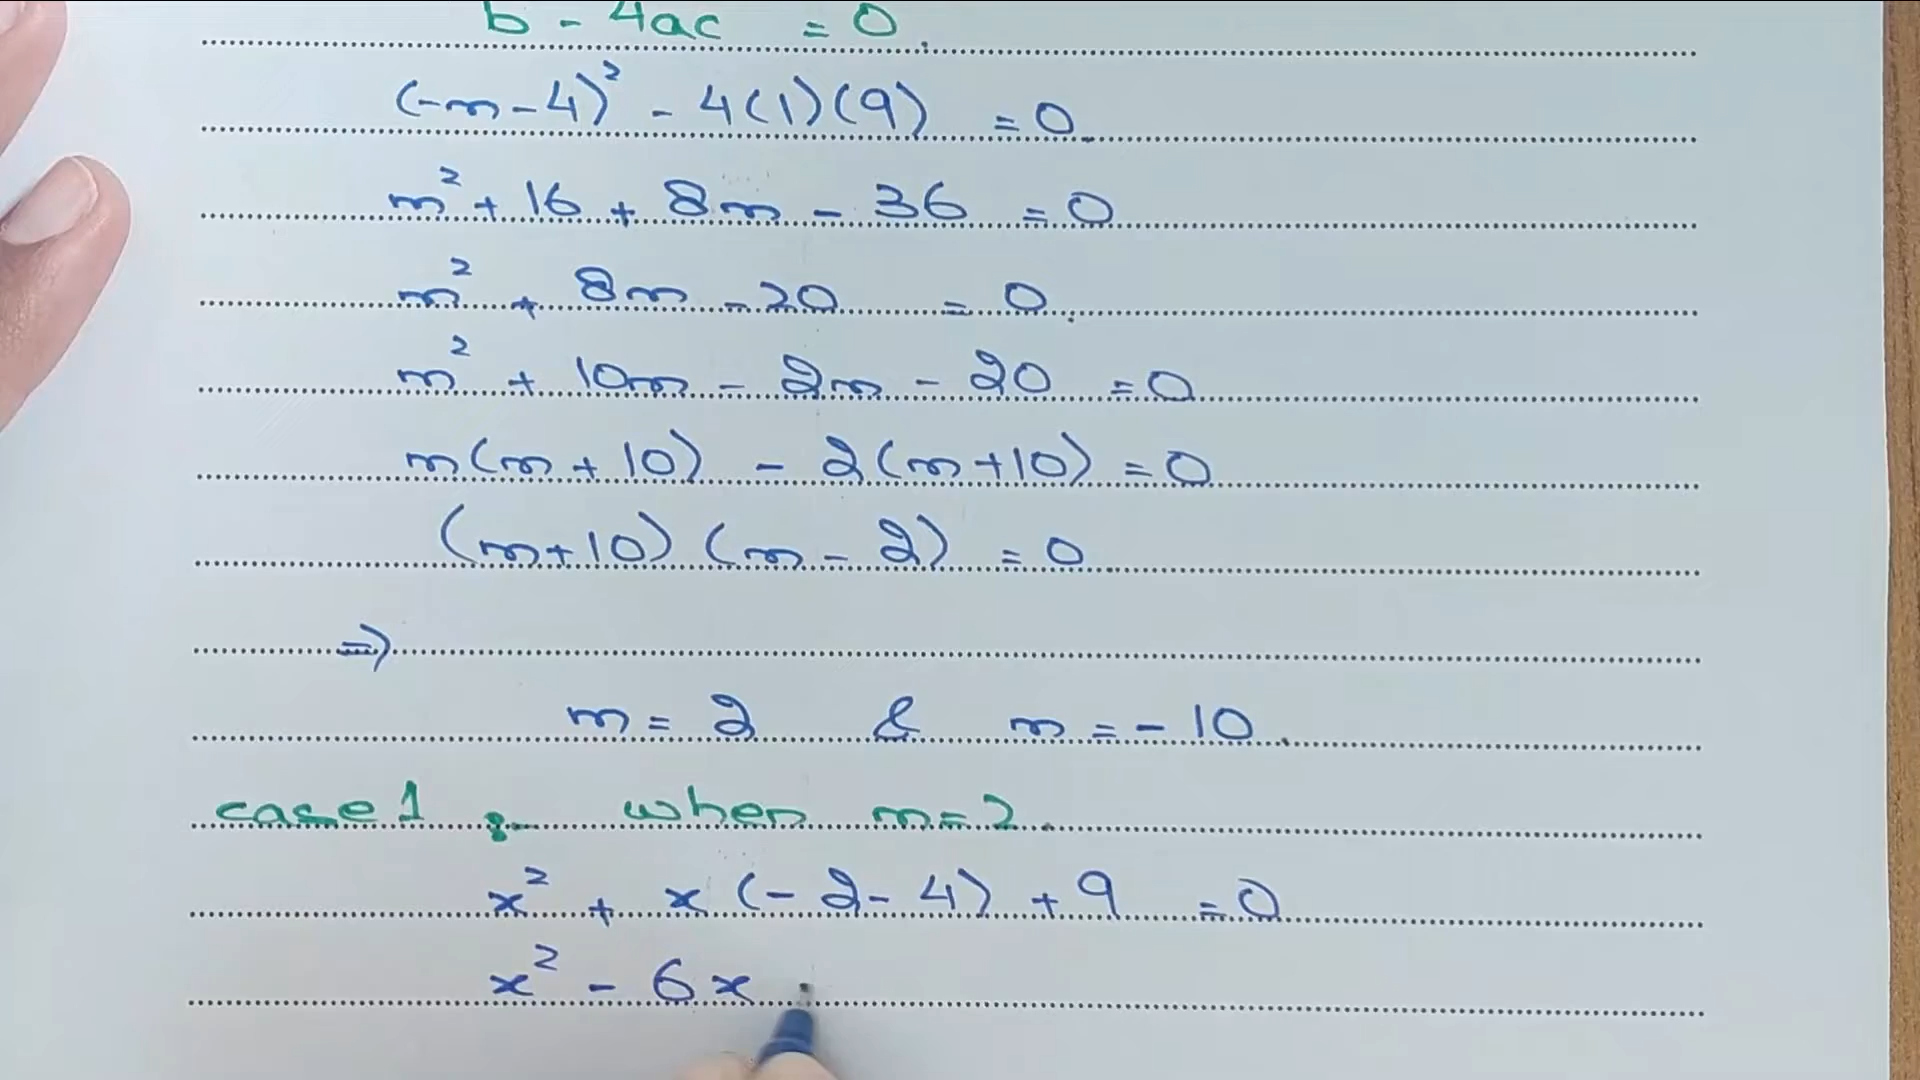 b - 4ac = 0.
(-m-4)² - 4(1)(9) = 0
m² + 16 + 8m - 36 = 0
m² + 8m - 20 = 0.
m² + 10m - 2m - 20 = 0
m(m+10) - 2(m+10) = 0
(m+10)(m-2) = 0
⇒
m = 2 & m = -10.
case 1 :- when m=2.
x² + x(-2-4) + 9 = 0
x² - 6x